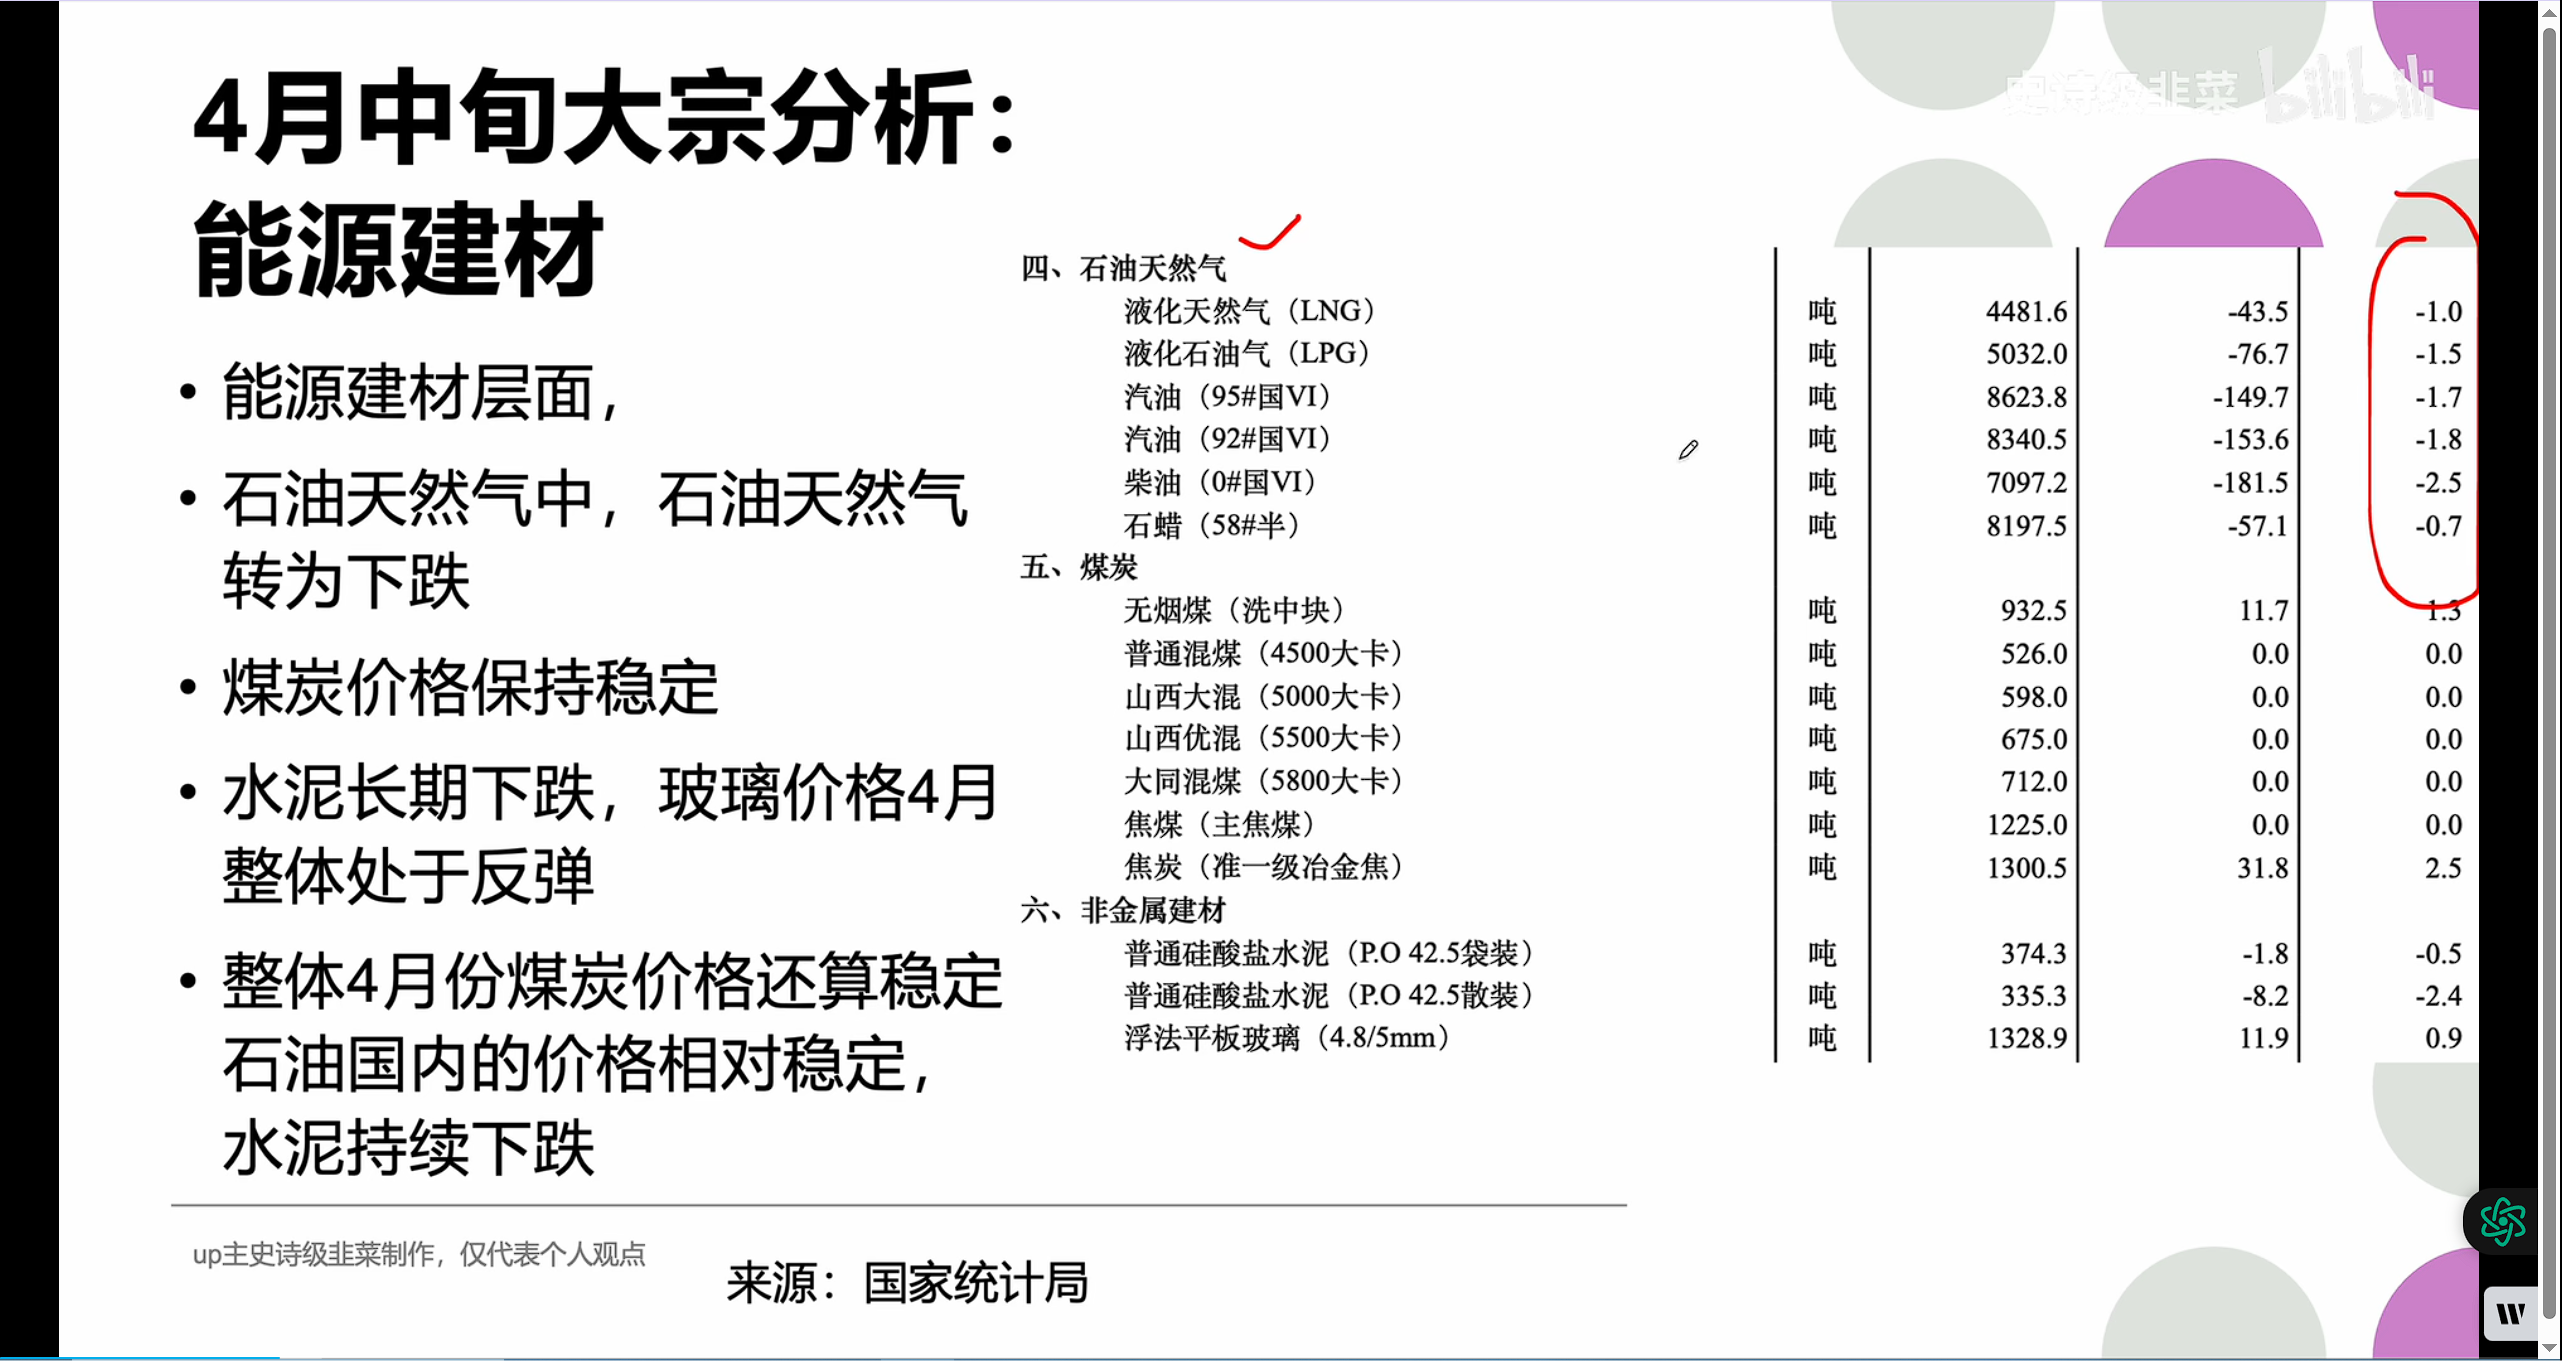 4月中旬大宗分析：
能源建材
史诗级韭菜 bilibili
• 能源建材层面，
• 石油天然气中，石油天然气
转为下跌
• 煤炭价格保持稳定
• 水泥长期下跌，玻璃价格4月
整体处于反弹
• 整体4月份煤炭价格还算稳定
石油国内的价格相对稳定，
水泥持续下跌
四、石油天然气
液化天然气（LNG） 吨 4481.6 -43.5 -1.0
液化石油气（LPG） 吨 5032.0 -76.7 -1.5
汽油（95#国VI） 吨 8623.8 -149.7 -1.7
汽油（92#国VI） 吨 8340.5 -153.6 -1.8
柴油（0#国VI） 吨 7097.2 -181.5 -2.5
石蜡（58#半） 吨 8197.5 -57.1 -0.7
五、煤炭
无烟煤（洗中块） 吨 932.5 11.7 1.3
普通混煤（4500大卡） 吨 526.0 0.0 0.0
山西大混（5000大卡） 吨 598.0 0.0 0.0
山西优混（5500大卡） 吨 675.0 0.0 0.0
大同混煤（5800大卡） 吨 712.0 0.0 0.0
焦煤（主焦煤） 吨 1225.0 0.0 0.0
焦炭（准一级冶金焦） 吨 1300.5 31.8 2.5
六、非金属建材
普通硅酸盐水泥（P.O 42.5袋装） 吨 374.3 -1.8 -0.5
普通硅酸盐水泥（P.O 42.5散装） 吨 335.3 -8.2 -2.4
浮法平板玻璃（4.8/5mm） 吨 1328.9 11.9 0.9
up主史诗级韭菜制作，仅代表个人观点
来源：国家统计局